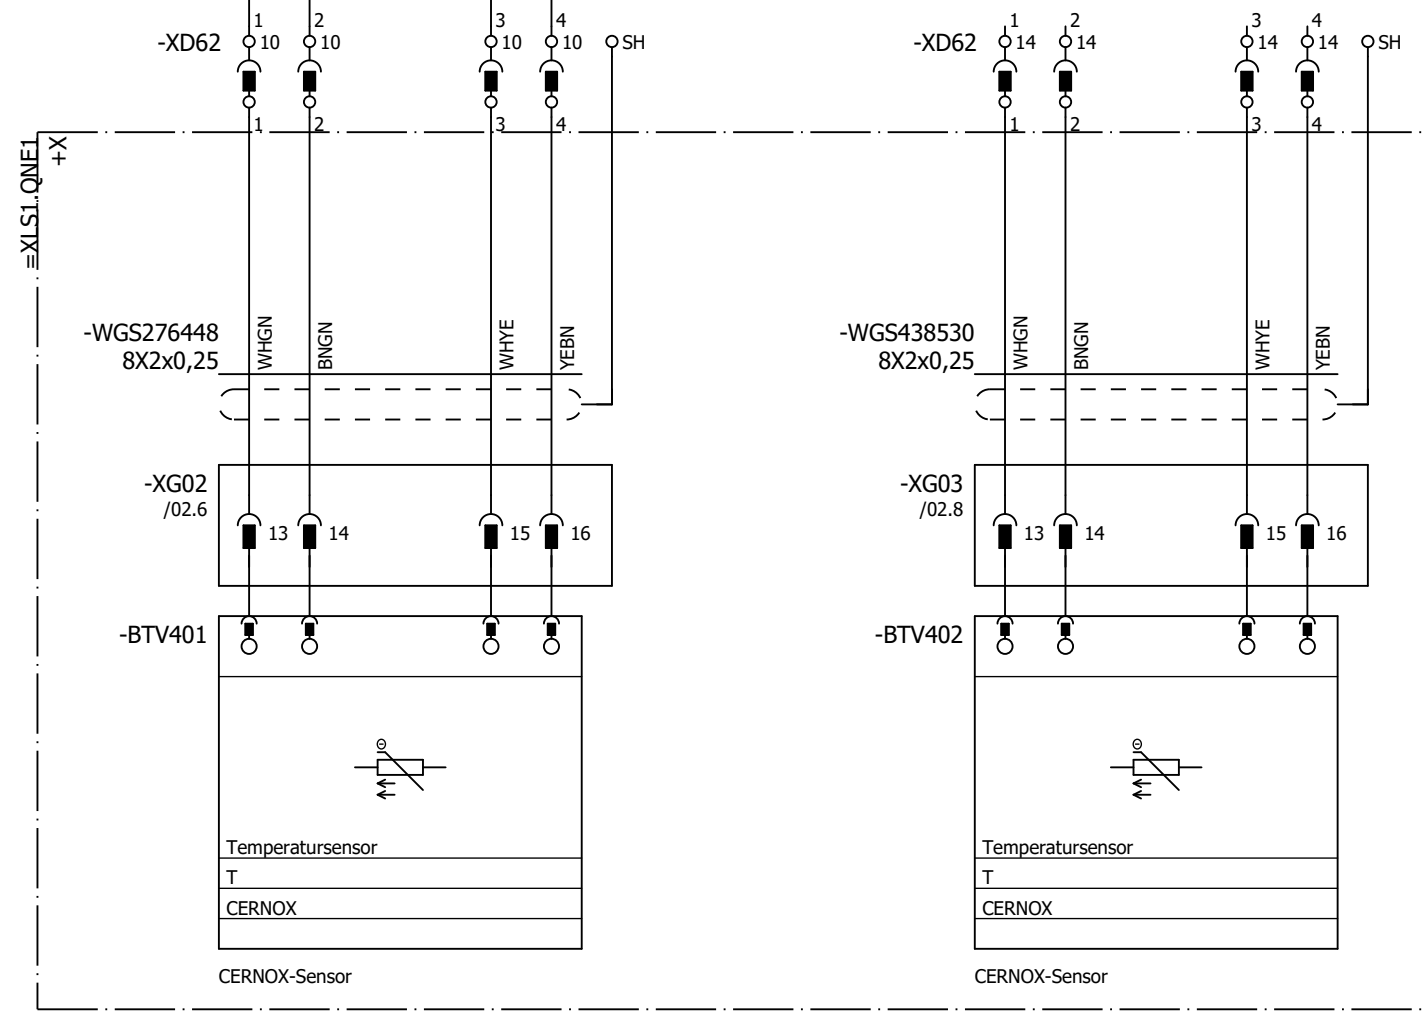 1 2 3 4 1 2 3 4
-XD62 10 10 10 10 SH -XD62 14 14 14 14 SH
1 2 3 4 1 2 3 4
=XLS1.QNE1
+X
-WGS276448 WHGN BNGN WHYE YEBN -WGS438530 WHGN BNGN WHYE YEBN
8X2x0,25 8X2x0,25
-XG02 -XG03
/02.6 /02.8
13 14 15 16 13 14 15 16
-BTV401 -BTV402
Θ Θ
Temperatursensor Temperatursensor
T T
CERNOX CERNOX
CERNOX-Sensor CERNOX-Sensor